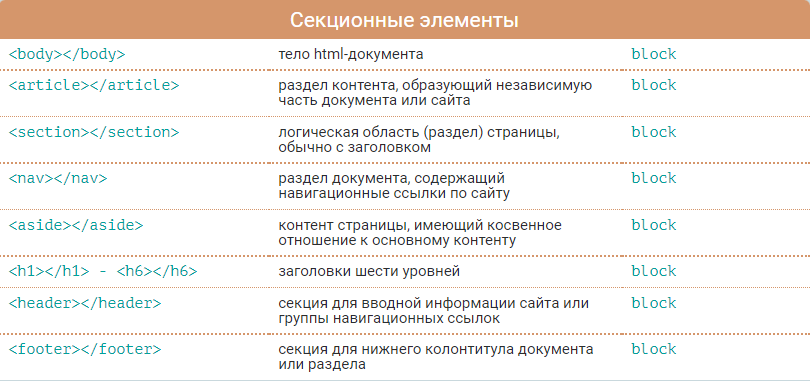 Секционные элементы
<body></body> тело html-документа block
<article></article> раздел контента, образующий независимую block
часть документа или сайта
<section></section> логическая область (раздел) страницы, block
обычно с заголовком
<nav></nav> раздел документа, содержащий block
навигационные ссылки по сайту
<aside></aside> контент страницы, имеющий косвенное block
отношение к основному контенту
<h1></h1> - <h6></h6> заголовки шести уровней block
<header></header> секция для вводной информации сайта или block
группы навигационных ссылок
<footer></footer> секция для нижнего колонтитула документа block
или раздела